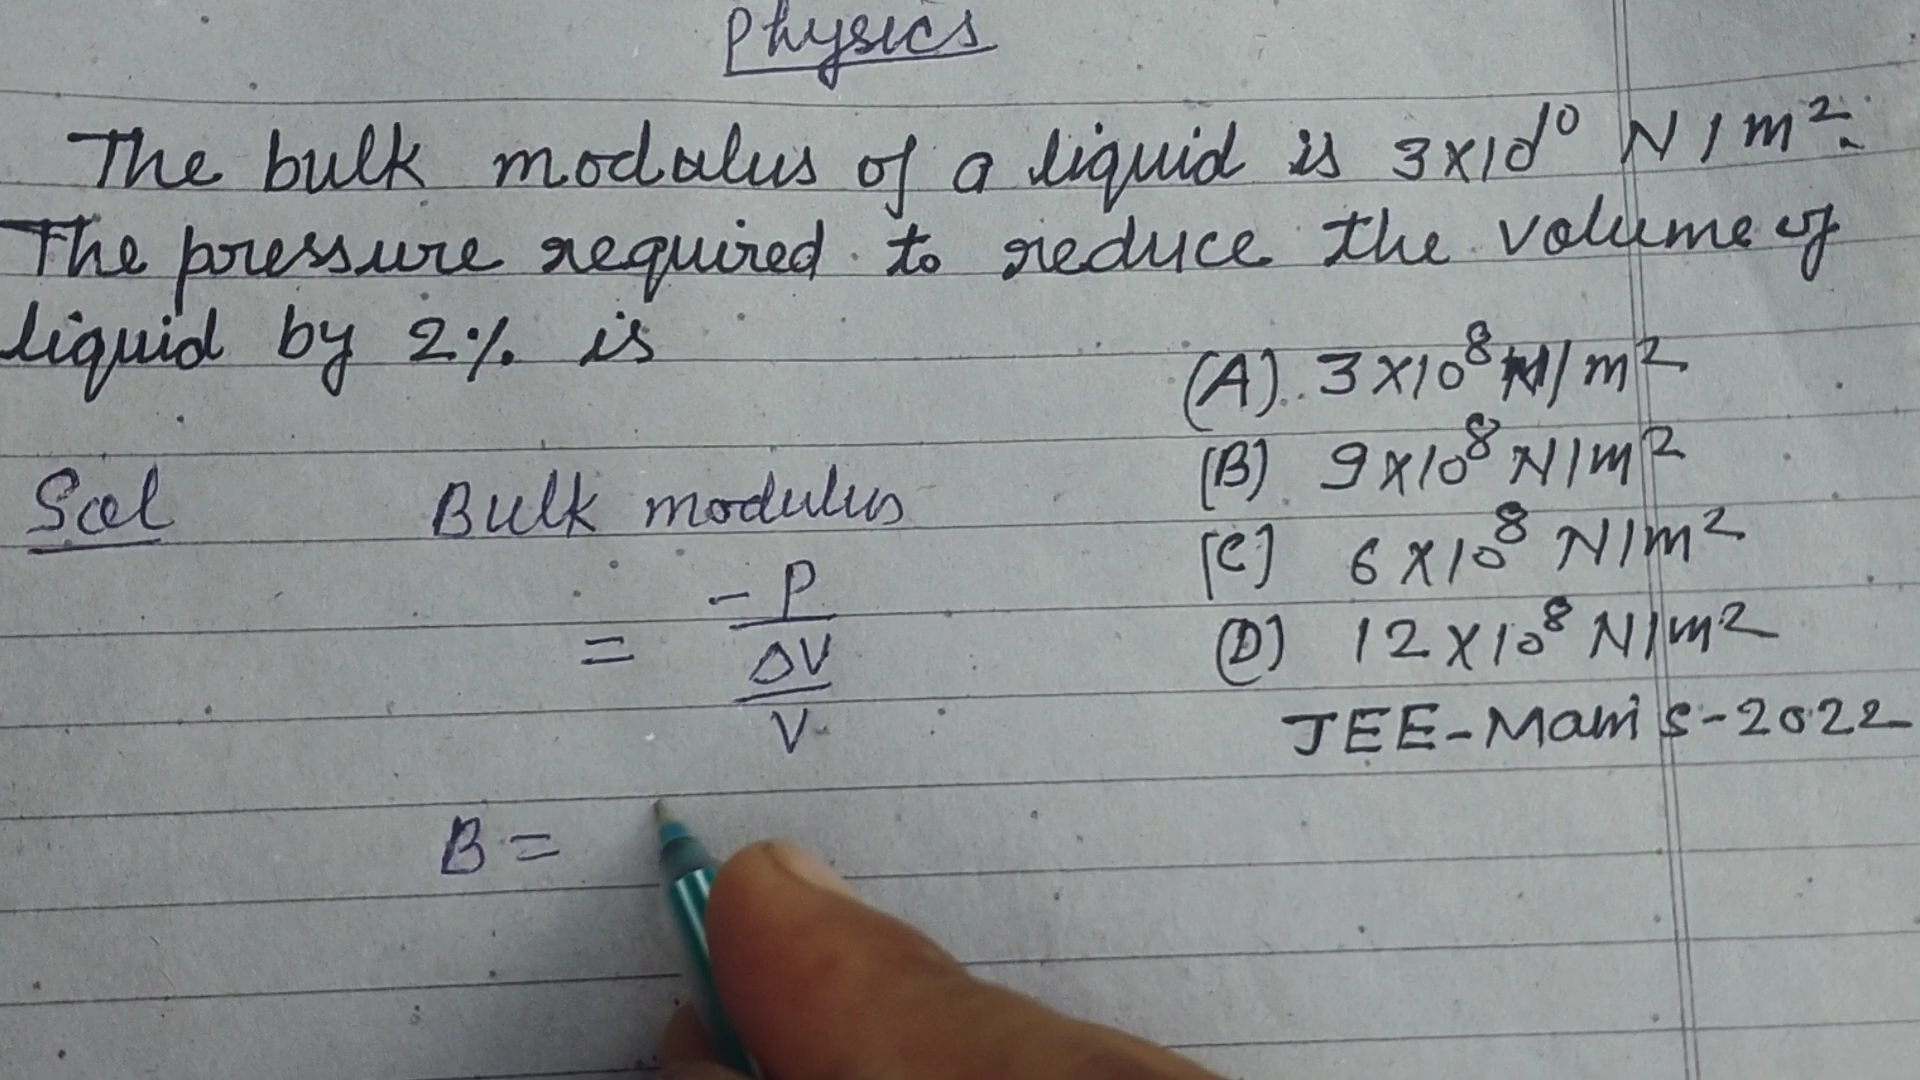 Physics
The bulk modulus of a liquid is 3×10¹⁰ N/m².
The pressure required to reduce the volume of
liquid by 2% is
(A). 3×10⁸ N/m²
(B) 9×10⁸ N/m²
(C) 6×10⁸ N/m²
(D) 12×10⁸ N/m²
JEE-Mains-2022
Sol Bulk modulus
= -P
ΔV
V
B =